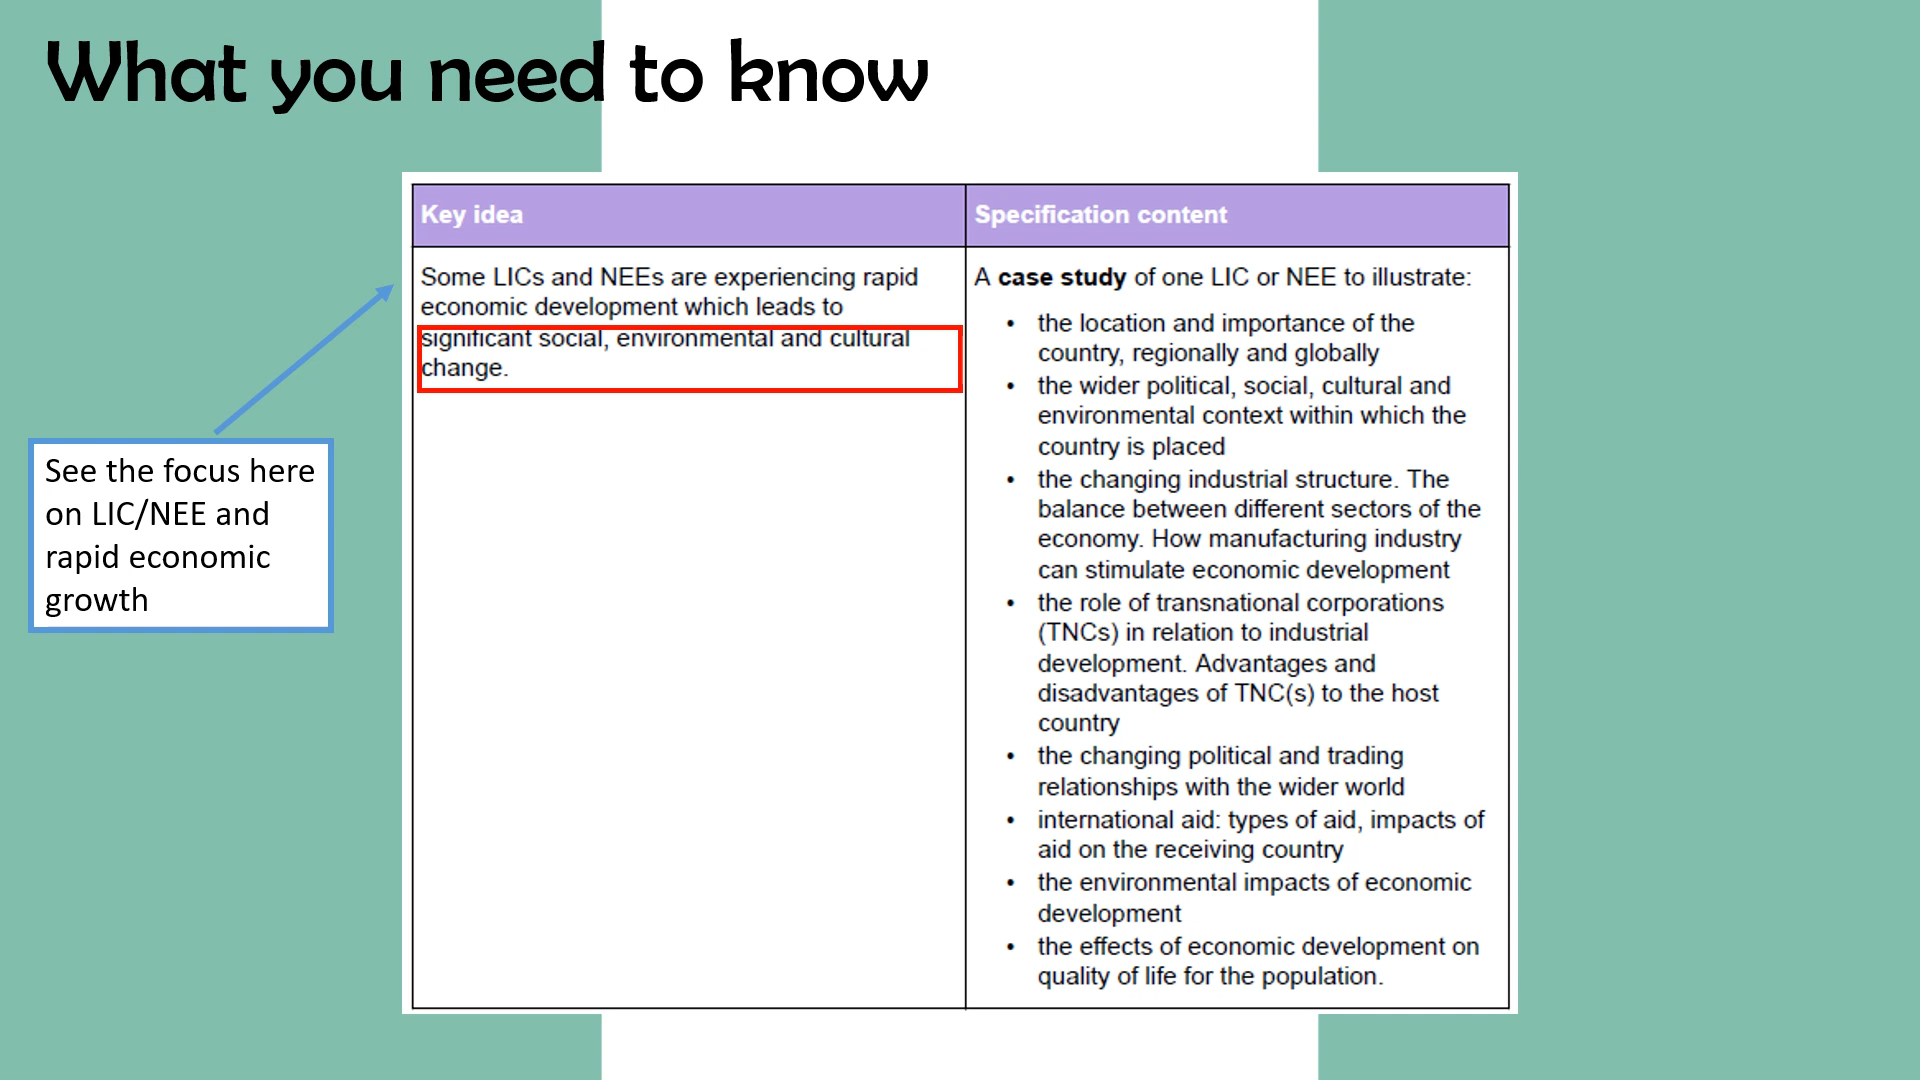 What you need to know
Key idea
Specification content
Some LICs and NEEs are experiencing rapid
economic development which leads to
significant social, environmental and cultural
change.
A case study of one LIC or NEE to illustrate:
• the location and importance of the
country, regionally and globally
• the wider political, social, cultural and
environmental context within which the
country is placed
• the changing industrial structure. The
balance between different sectors of the
economy. How manufacturing industry
can stimulate economic development
• the role of transnational corporations
(TNCs) in relation to industrial
development. Advantages and
disadvantages of TNC(s) to the host
country
• the changing political and trading
relationships with the wider world
• international aid: types of aid, impacts of
aid on the receiving country
• the environmental impacts of economic
development
• the effects of economic development on
quality of life for the population.
See the focus here
on LIC/NEE and
rapid economic
growth